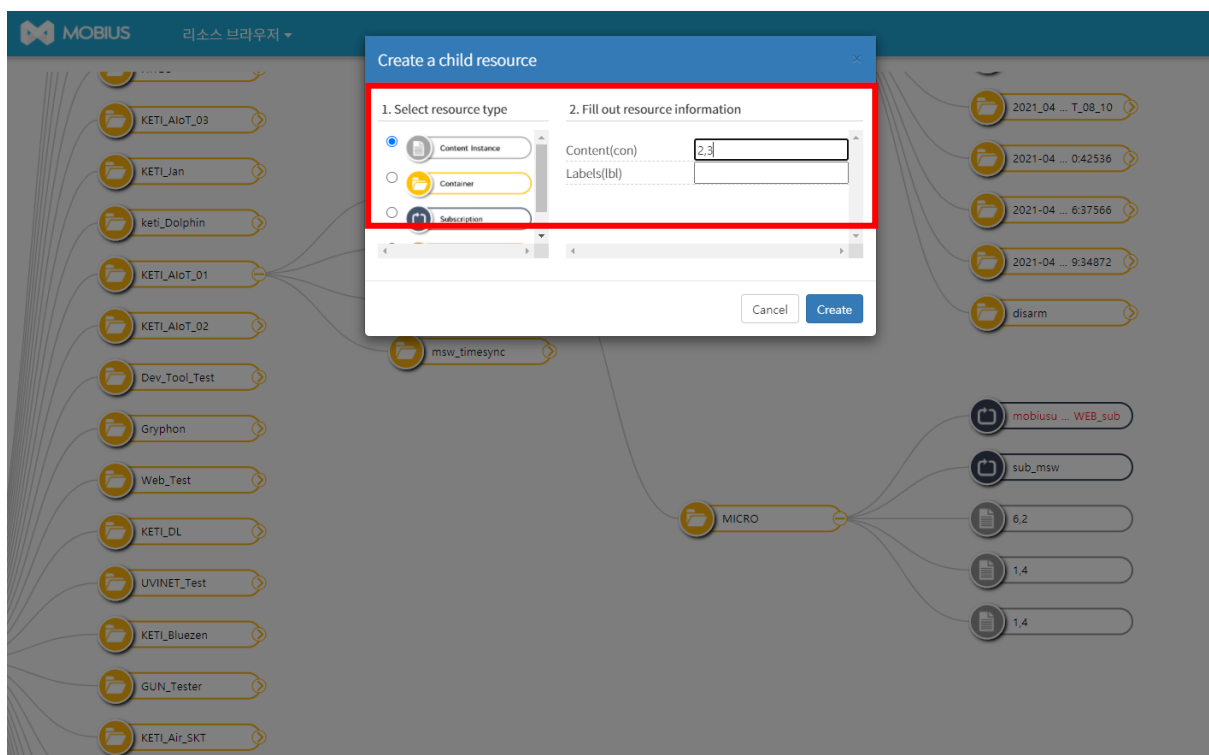 MOBIUS 리소스 브라우저
Create a child resource ×
1. Select resource type
2. Fill out resource information
Content Instance
Container
Subscription
Content(con) 2,3
Labels(lbl)
Cancel Create
KETI_AIoT_03
KETI_Jan
keti_Dolphin
KETI_AIoT_01
KETI_AIoT_02
Dev_Tool_Test
Gryphon
Web_Test
KETI_DL
UVINET_Test
KETI_Bluezen
GUN_Tester
KETI_Air_SKT
msw_timesync
MICRO
2021_04 ... T_08_10
2021-04 ... 0:42536
2021-04 ... 6:37566
2021-04 ... 9:34872
disarm
mobiusu ... WEB_sub
sub_msw
6,2
1,4
1,4